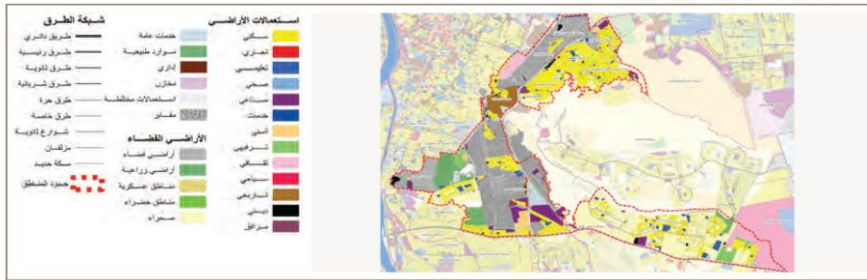 استعمالات الأراضي
سكني
تجاري
تعليمي
صحي
صناعي
خدمات
أمني
ترفيهي
ثقافي
سياحي
تاريخي
ديني
مرافق
خدمات عامة
موارد طبيعية
إداري
مخازن
استعمالات مختلطة
مقابر
الأراضي الفضاء
أراضي فضاء
أراضي زراعية
مناطق عسكرية
مناطق خضراء
صحراء
شبكة الطرق
طريق دائري
طرق رئيسية
طرق ثانوية
طرق شريانية
طرق حرة
طرق خاصة
شوارع ثانوية
مزلقان
سكة حديد
حدود المناطق